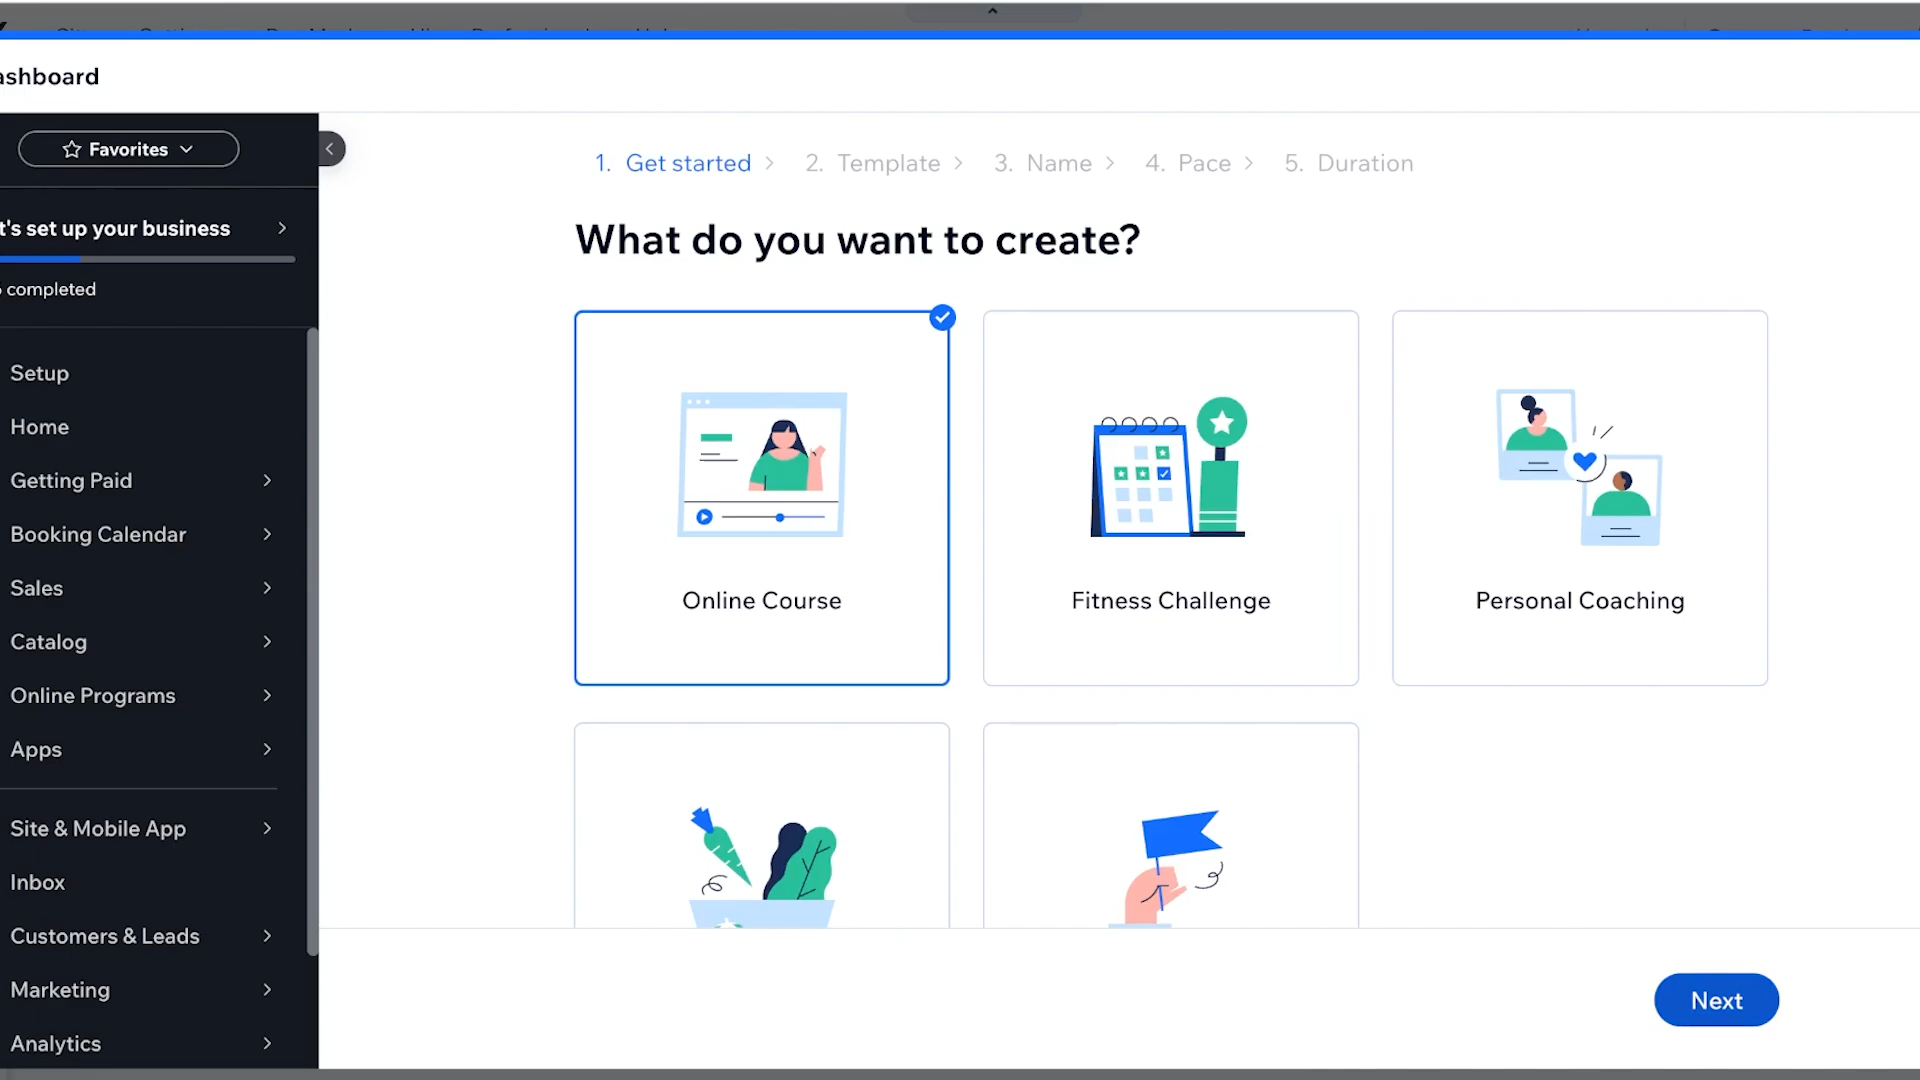 ashboard
Favorites
t's set up your business
completed
Setup
Home
Getting Paid
Booking Calendar
Sales
Catalog
Online Programs
Apps
Site & Mobile App
Inbox
Customers & Leads
Marketing
Analytics
1. Get started > 2. Template > 3. Name > 4. Pace > 5. Duration
What do you want to create?
Online Course
Fitness Challenge
Personal Coaching
Next